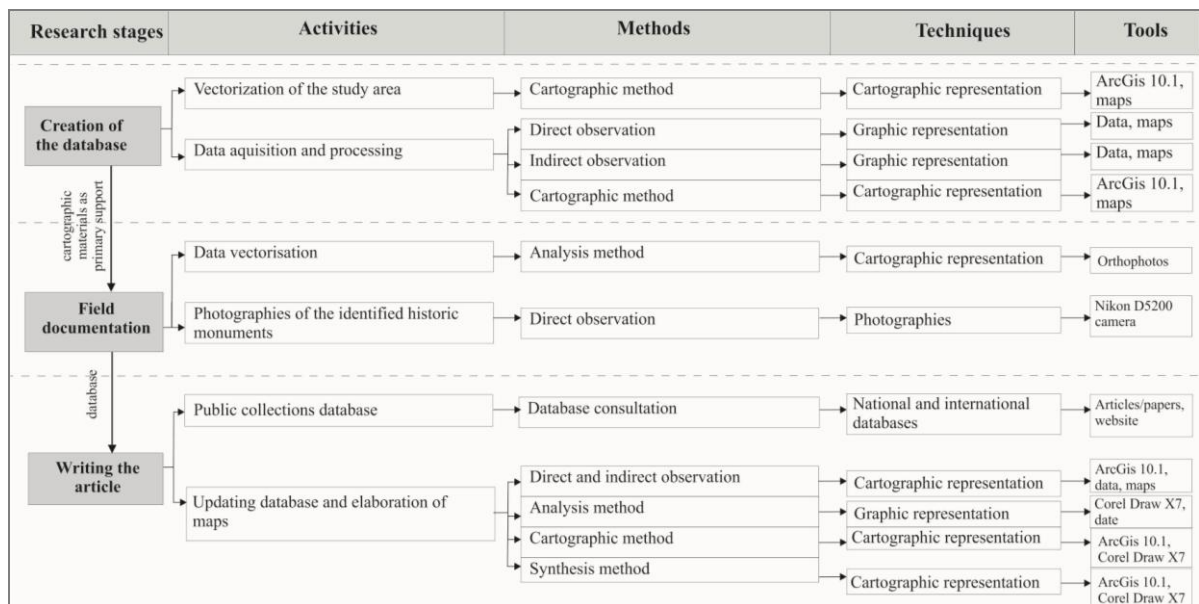 Research stages
Activities
Methods
Techniques
Tools
Creation of
the database
Vectorization of the study area
Cartographic method
Cartographic representation
ArcGis 10.1,
maps
Data aquisition and processing
Direct observation
Graphic representation
Data, maps
Indirect observation
Graphic representation
Data, maps
Cartographic method
Cartographic representation
ArcGis 10.1,
maps
cartographic
materials as
primary support
Field
documentation
Data vectorisation
Analysis method
Cartographic representation
Orthophotos
Photographies of the identified historic
monuments
Direct observation
Photographies
Nikon D5200
camera
database
Writing the
article
Public collections database
Database consultation
National and international
databases
Articles/papers,
website
Updating database and elaboration of
maps
Direct and indirect observation
Cartographic representation
ArcGis 10.1,
data, maps
Analysis method
Graphic representation
Corel Draw X7,
date
Cartographic method
Cartographic representation
ArcGis 10.1,
Corel Draw X7
Synthesis method
Cartographic representation
ArcGis 10.1,
Corel Draw X7